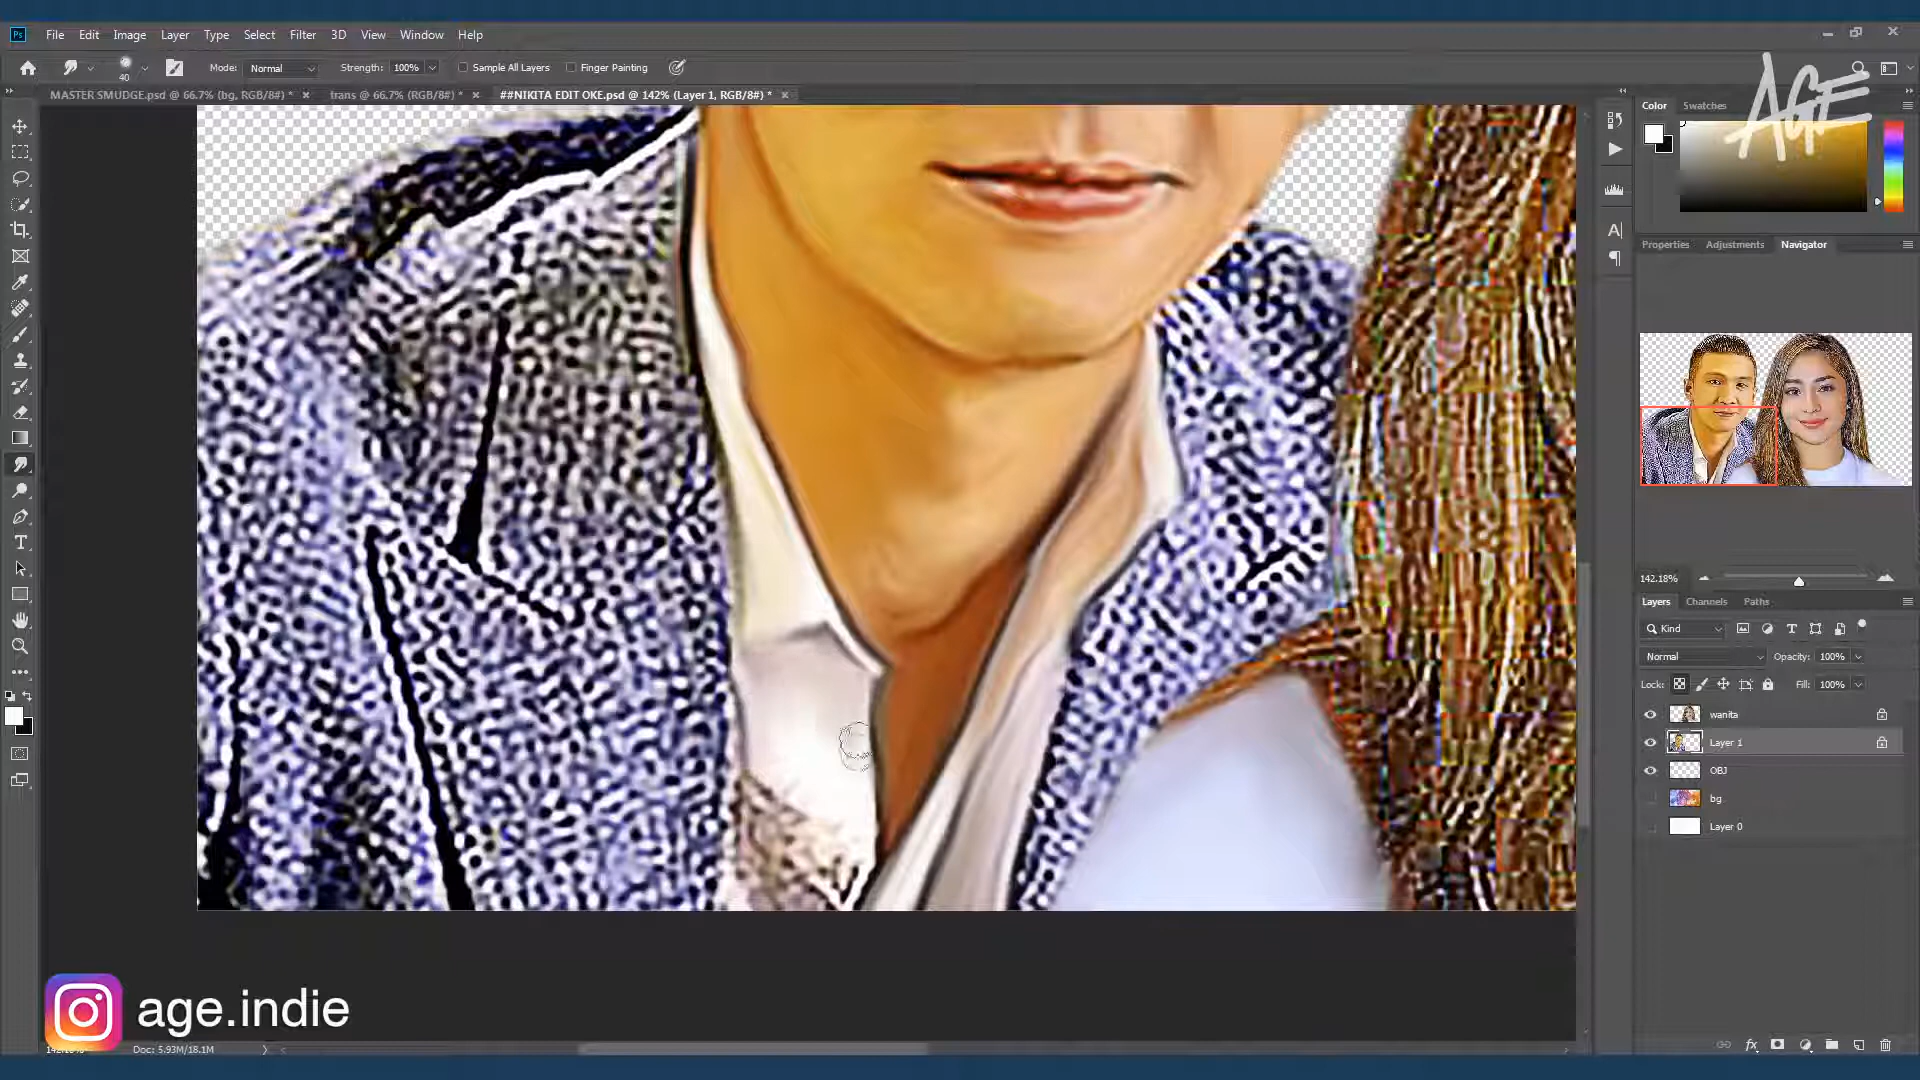 Ps File Edit Image Layer Type Select Filter 3D View Window Help
40 Mode: Normal Strength: 100% Sample All Layers Finger Painting
MASTER SMUDGE.psd @ 66.7% (bg, RGB/8#) * × trans @ 66.7% (RGB/8#) * × ##NIKITA EDIT OKE.psd @ 142% (Layer 1, RGB/8#) * ×
Color Swatches
AGE
Properties Adjustments Navigator
142.18%
Layers Channels Paths
Kind
Normal Opacity: 100%
Lock: Fill: 100%
wanita
Layer 1
OBJ
bg
Layer 0
age.indie
Doc: 5.93M/18.1M